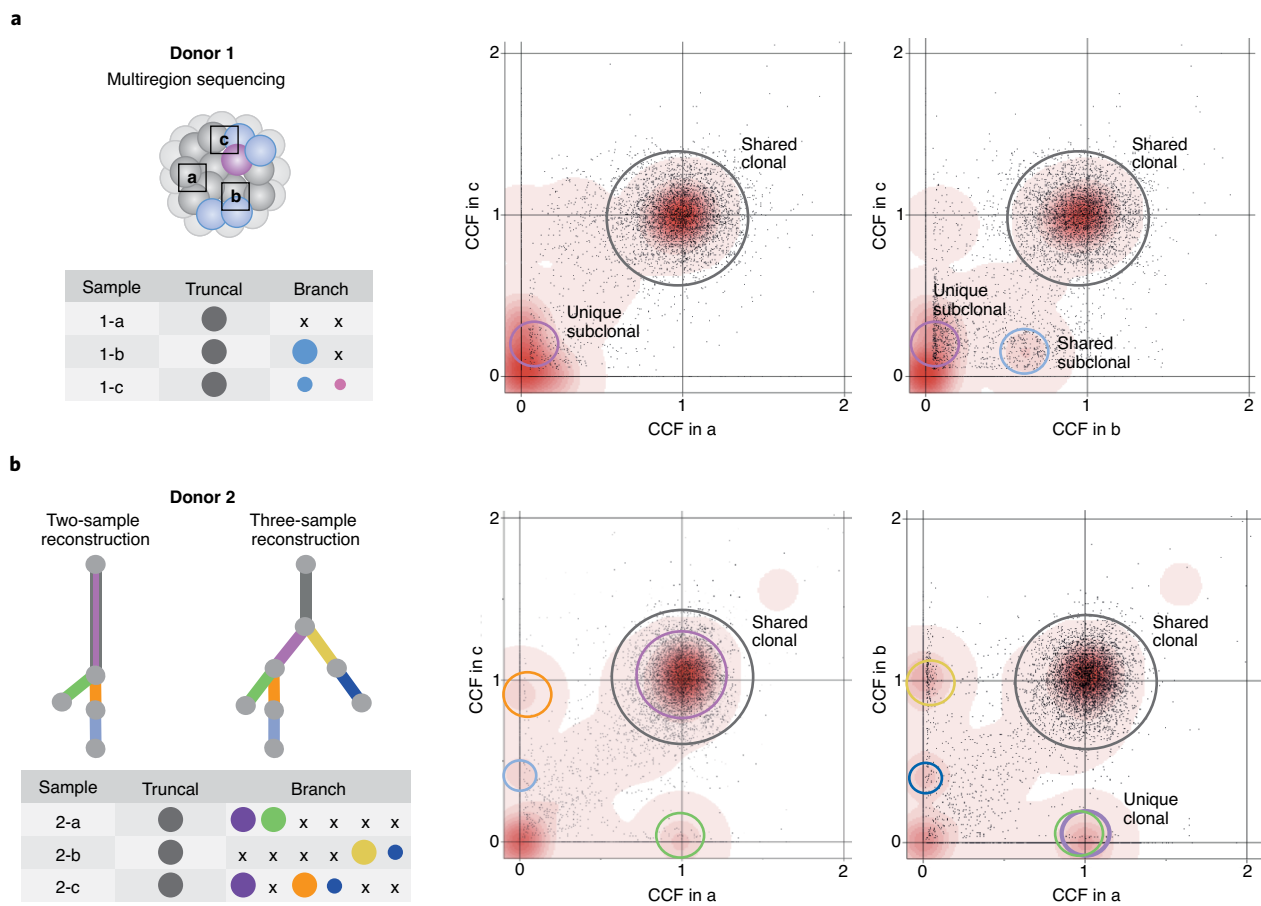 a
Donor 1
Multiregion sequencing
c
a
b
Sample Truncal Branch
1-a x x
1-b x
1-c
2
1
0
CCF in c
Shared
clonal
Unique
subclonal
0 1 2
CCF in a
2
1
0
CCF in c
Shared
clonal
Unique
subclonal
Shared
subclonal
0 1 2
CCF in b
b
Donor 2
Two-sample
reconstruction
Three-sample
reconstruction
Sample Truncal Branch
2-a x x x x
2-b x x x x
2-c x x x
2
1
0
CCF in c
Shared
clonal
0 1 2
CCF in a
2
1
0
CCF in b
Shared
clonal
Unique
clonal
0 1 2
CCF in a